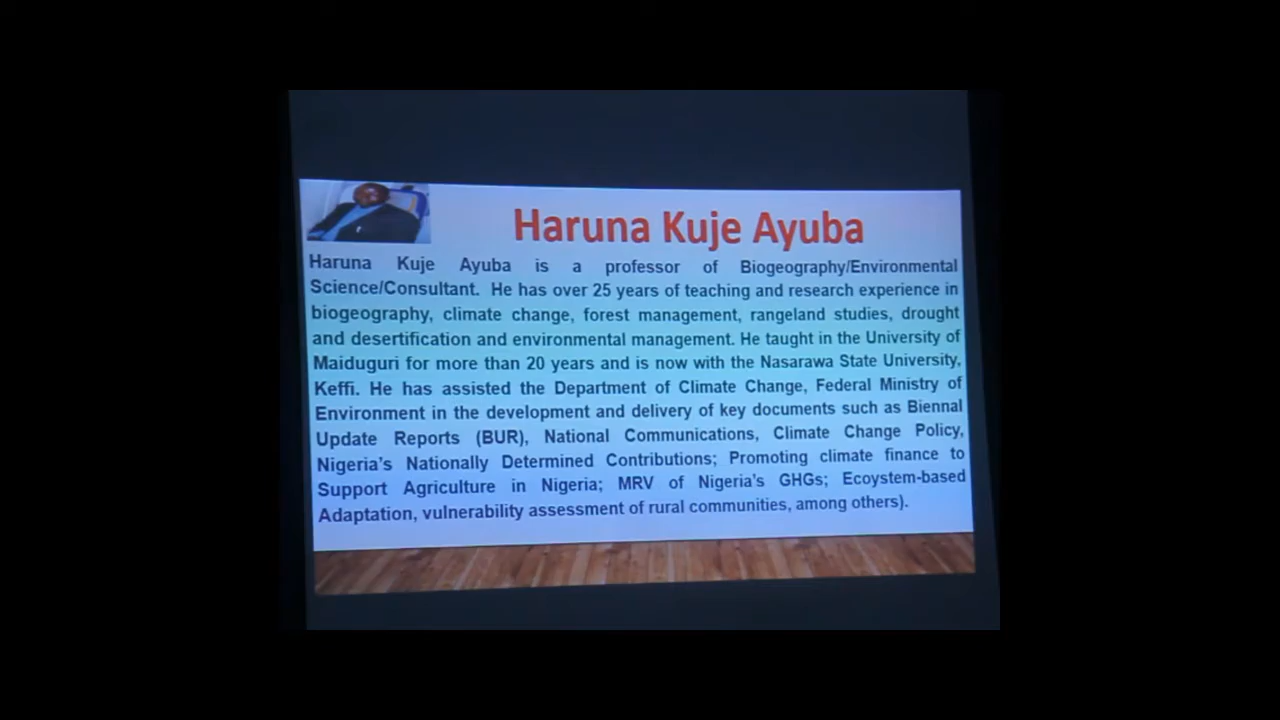 Haruna Kuje Ayuba
Haruna Kuje Ayuba is a professor of Biogeography/Environmental
Science/Consultant. He has over 25 years of teaching and research experience in
biogeography, climate change, forest management, rangeland studies, drought
and desertification and environmental management. He taught in the University of
Maiduguri for more than 20 years and is now with the Nasarawa State University,
Keffi. He has assisted the Department of Climate Change, Federal Ministry of
Environment in the development and delivery of key documents such as Biennal
Update Reports (BUR), National Communications, Climate Change Policy,
Nigeria's Nationally Determined Contributions; Promoting climate finance to
Support Agriculture in Nigeria; MRV of Nigeria's GHGs; Ecoystem-based
Adaptation, vulnerability assessment of rural communities, among others).